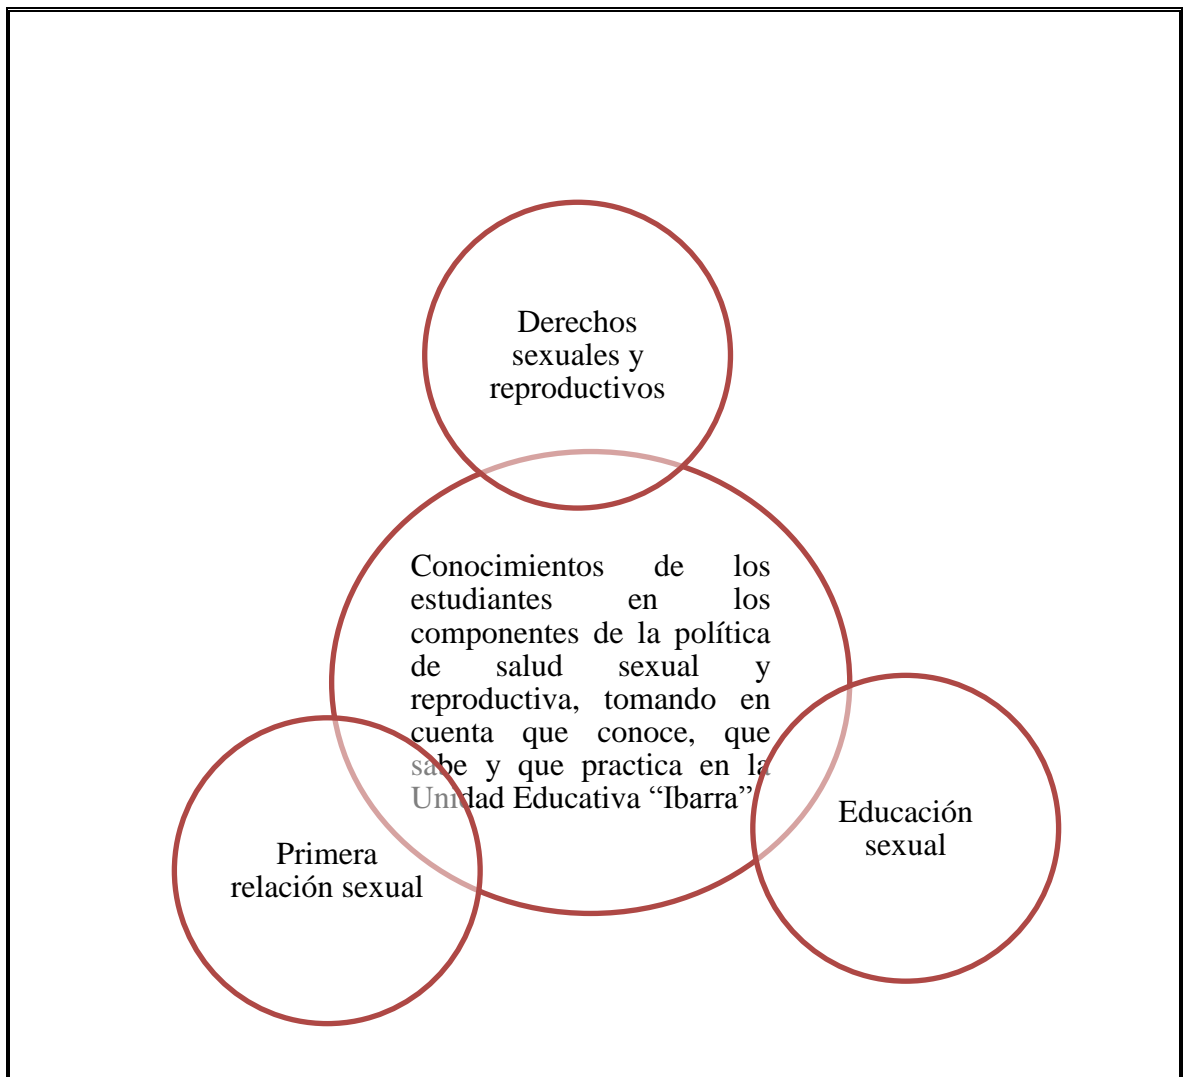 Derechos
sexuales y
reproductivos
Conocimientos de los
estudiantes en los
componentes de la política
de salud sexual y
reproductiva, tomando en
cuenta que conoce, que
sabe y que practica en la
Unidad Educativa “Ibarra”
Educación
sexual
Primera
relación sexual